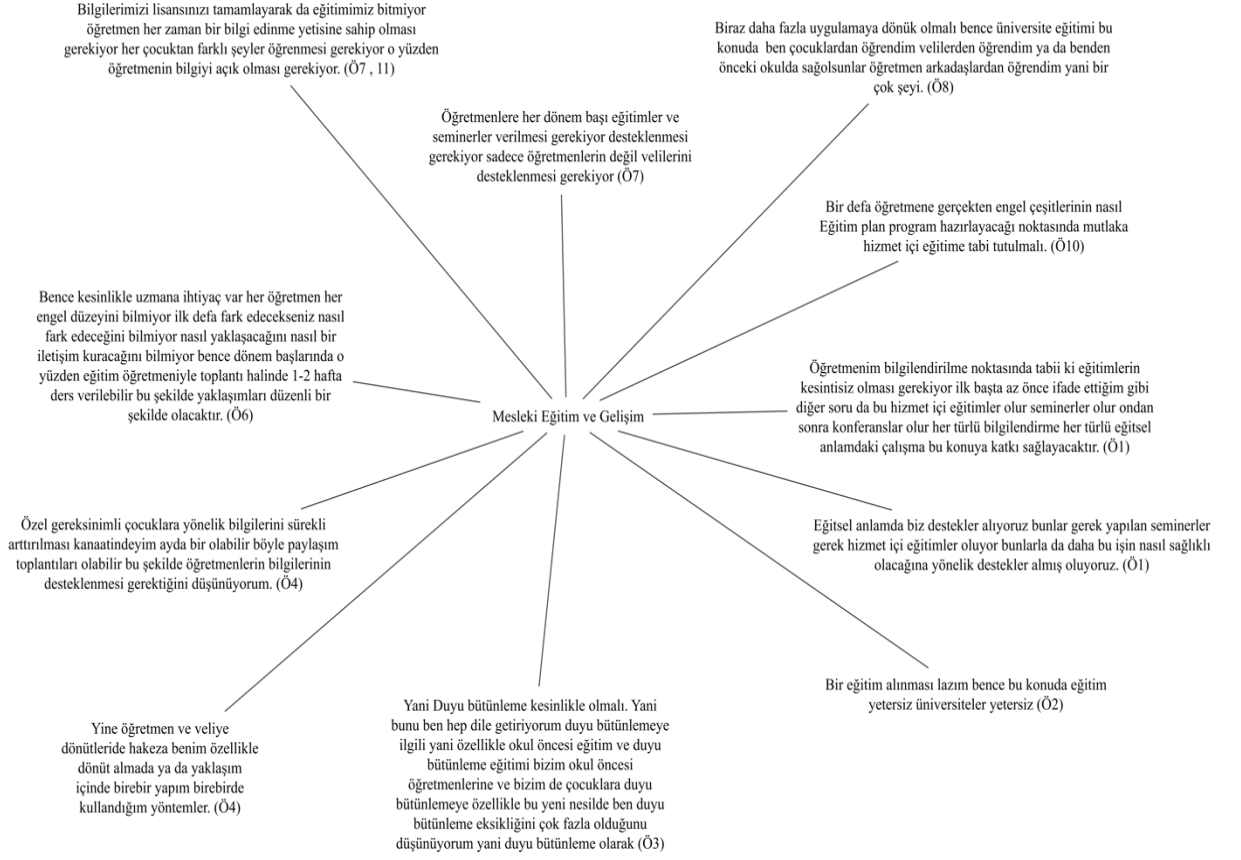 Bilgilerimizi lisansınızı tamamlayarak da eğitimimiz bitmiyor
öğretmen her zaman bir bilgi edinme yetisine sahip olması
gerekiyor her çocuktan farklı şeyler öğrenmesi gerekiyor o yüzden
öğretmenin bilgiyi açık olması gerekiyor. (Ö7 , 11)
Biraz daha fazla uygulamaya dönük olmalı bence üniversite eğitimi bu
konuda ben çocuklardan öğrendim velilerden öğrendim ya da benden
önceki okulda sağolsunlar öğretmen arkadaşlardan öğrendim yani bir
çok şeyi. (Ö8)
Öğretmenlere her dönem başı eğitimler ve
seminerler verilmesi gerekiyor desteklenmesi
gerekiyor sadece öğretmenlerin değil velilerini
desteklenmesi gerekiyor (Ö7)
Bir defa öğretmene gerçekten engel çeşitlerinin nasıl
Eğitim plan program hazırlayacağı noktasında mutlaka
hizmet içi eğitime tabi tutulmalı. (Ö10)
Bence kesinlikle uzmana ihtiyaç var her öğretmen her
engel düzeyini bilmiyor ilk defa fark edecekseniz nasıl
fark edeceğini bilmiyor nasıl yaklaşacağını nasıl bir
iletişim kuracağını bilmiyor bence dönem başlarında o
yüzden eğitim öğretmeniyle toplantı halinde 1-2 hafta
ders verilebilir bu şekilde yaklaşımları düzenli bir
şekilde olacaktır. (Ö6)
Öğretmenim bilgilendirilme noktasında tabii ki eğitimlerin
kesintisiz olması gerekiyor ilk başta az önce ifade ettiğim gibi
diğer soru da bu hizmet içi eğitimler olur seminerler olur ondan
sonra konferanslar olur her türlü bilgilendirme her türlü eğitsel
anlamdaki çalışma bu konuya katkı sağlayacaktır. (Ö1)
Mesleki Eğitim ve Gelişim
Özel gereksinimli çocuklara yönelik bilgilerini sürekli
arttırılması kanaatindeyim ayda bir olabilir böyle paylaşım
toplantıları olabilir bu şekilde öğretmenlerin bilgilerinin
desteklenmesi gerektiğini düşünüyorum. (Ö4)
Eğitsel anlamda biz destekler alıyoruz bunlar gerek yapılan seminerler
gerek hizmet içi eğitimler oluyor bunlarla da daha bu işin nasıl sağlıklı
olacağına yönelik destekler almış oluyoruz. (Ö1)
Bir eğitim alınması lazım bence bu konuda eğitim
yetersiz üniversiteler yetersiz (Ö2)
Yine öğretmen ve veliye
dönütleride hakeza benim özellikle
dönüt almada ya da yaklaşım
içinde birebir yapım birebirde
kullandığım yöntemler. (Ö4)
Yani Duyu bütünleme kesinlikle olmalı. Yani
bunu ben hep dile getiriyorum duyu bütünlemeye
ilgili yani özellikle okul öncesi eğitim ve duyu
bütünleme eğitimi bizim okul öncesi
öğretmenlerine ve bizim de çocuklara duyu
bütünlemeye özellikle bu yeni nesilde ben duyu
bütünleme eksikliğini çok fazla olduğunu
düşünüyorum yani duyu bütünleme olarak (Ö3)